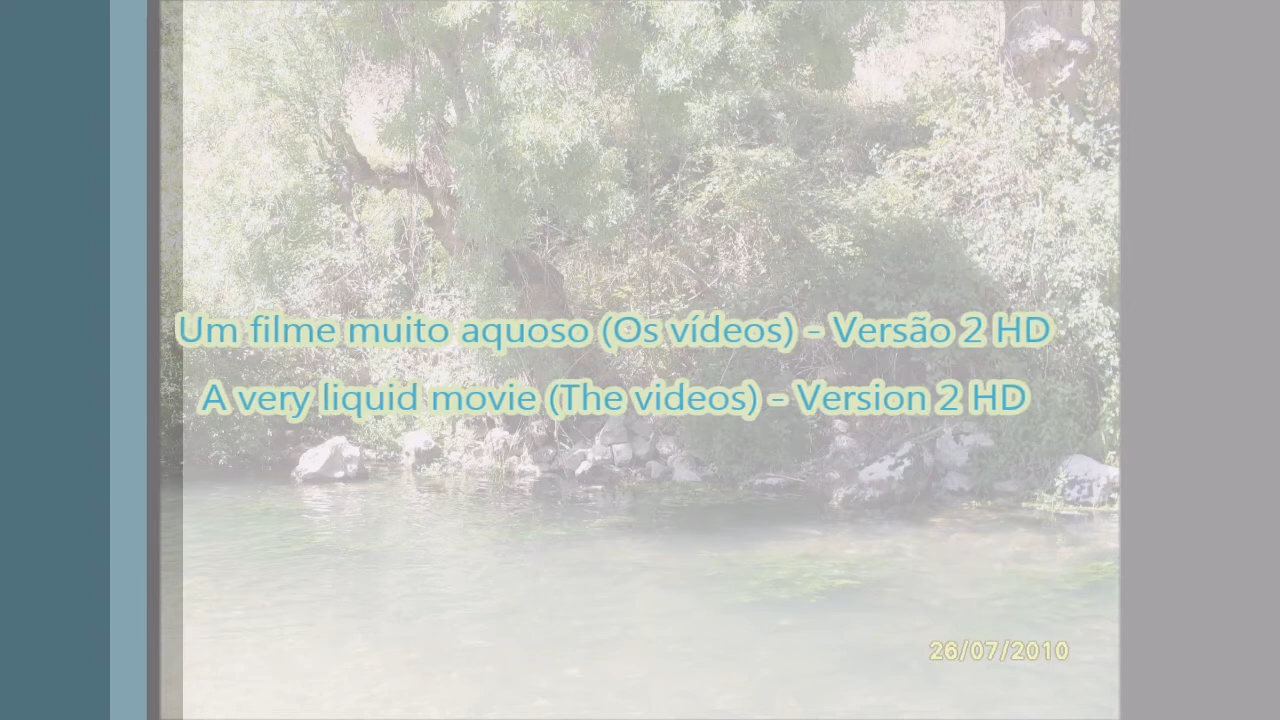 Um filme muito aquoso (Os vídeos) - Versão 2 HD
A very liquid movie (The videos) - Version 2 HD
26/07/2010